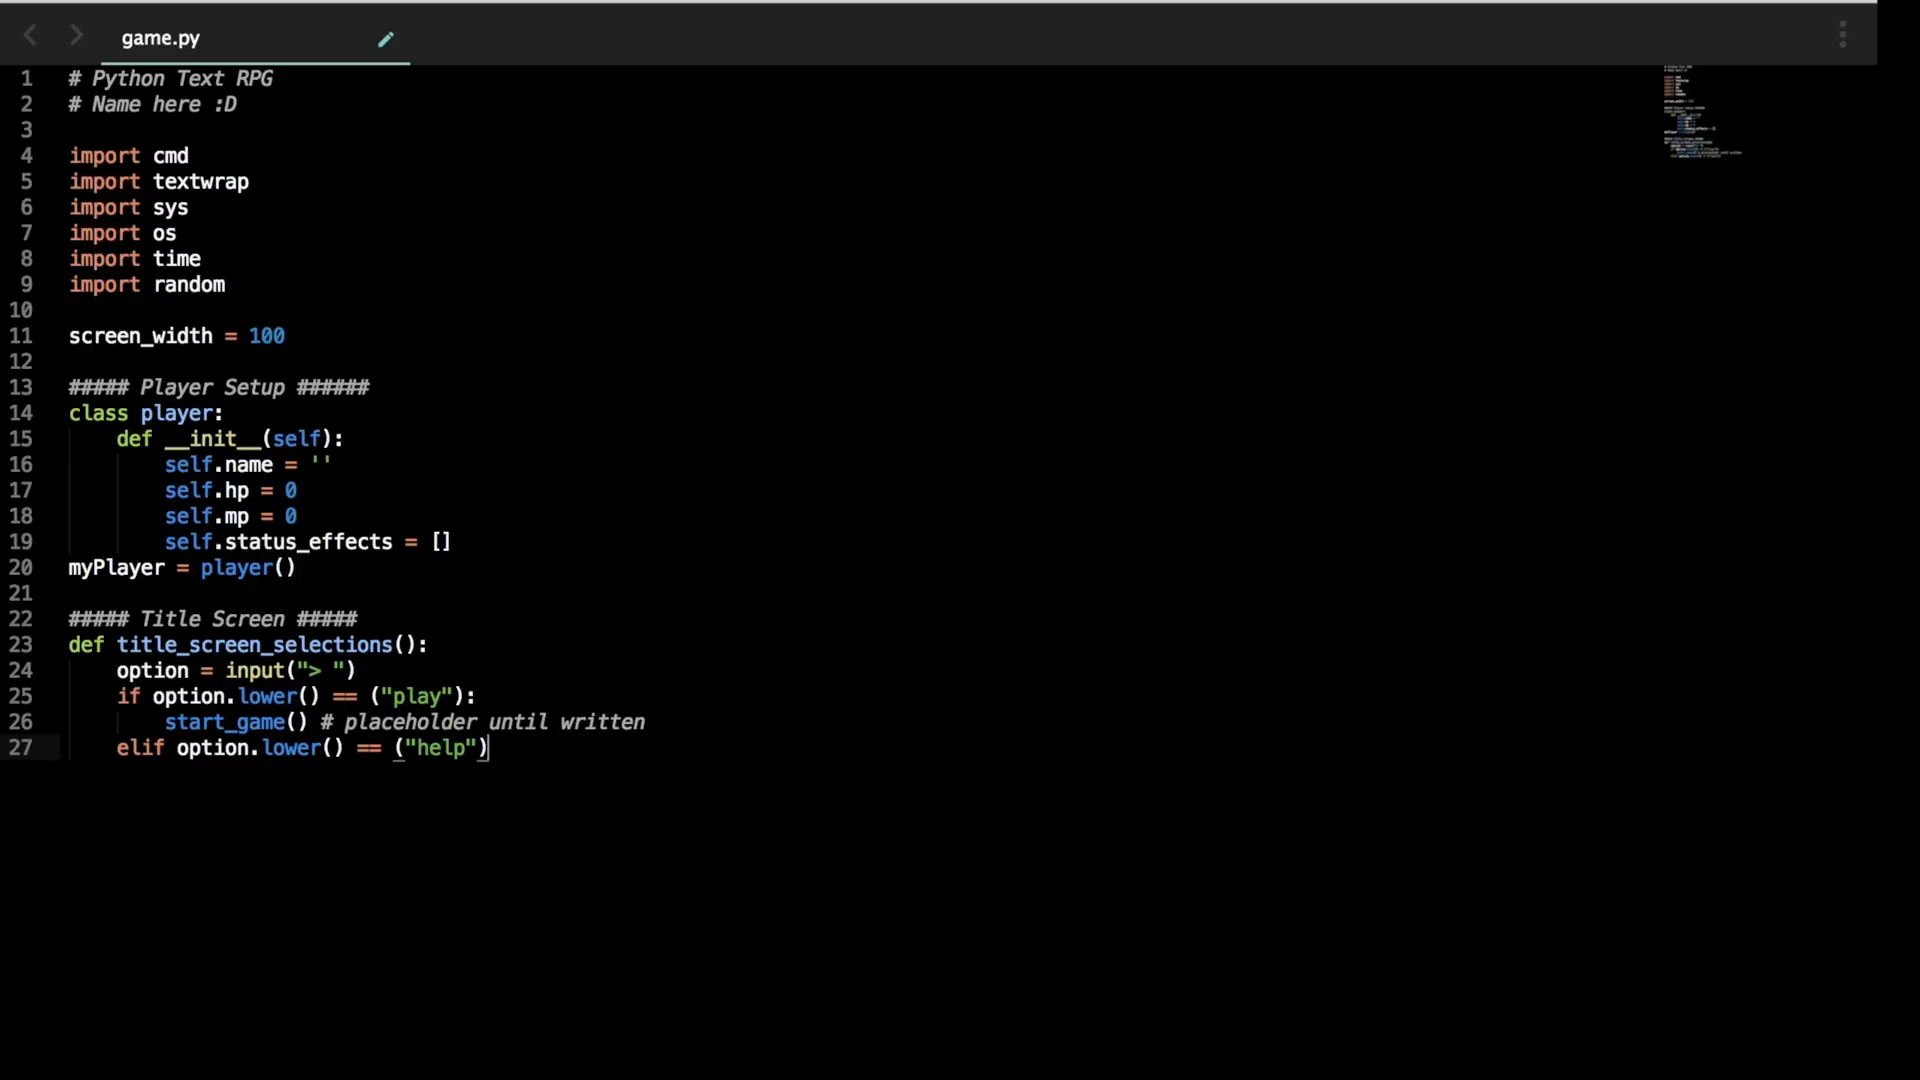 game.py
1 # Python Text RPG
2 # Name here :D
3
4 import cmd
5 import textwrap
6 import sys
7 import os
8 import time
9 import random
10
11 screen_width = 100
12
13 ##### Player Setup ######
14 class player:
15     def __init__(self):
16         self.name = ''
17         self.hp = 0
18         self.mp = 0
19         self.status_effects = []
20 myPlayer = player()
21
22 ##### Title Screen #####
23 def title_screen_selections():
24     option = input("> ")
25     if option.lower() == ("play"):
26         start_game() # placeholder until written
27     elif option.lower() == ("help")